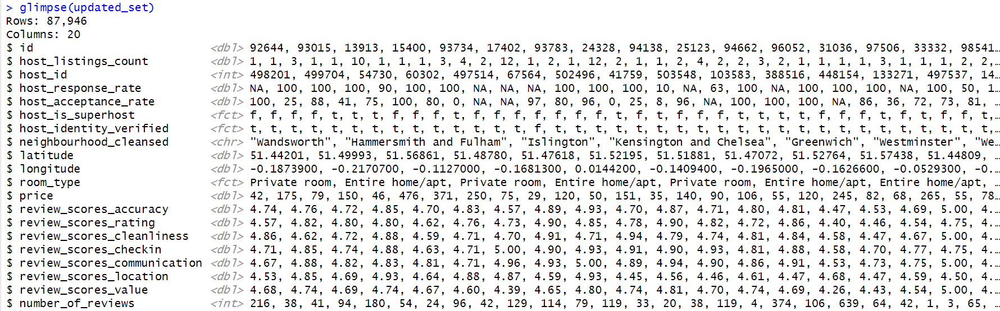 > glimpse(updated_set)
Rows: 87,946
Columns: 20
$ id <dbl> 92644, 93015, 13913, 15400, 93734, 17402, 93783, 24328, 94138, 25123, 94662, 96052, 31036, 97506, 33332, 98541…
$ host_listings_count <dbl> 1, 1, 3, 1, 1, 10, 1, 1, 1, 3, 4, 2, 12, 1, 2, 1, 12, 2, 1, 1, 2, 4, 2, 2, 3, 2, 1, 1, 1, 1, 3, 1, 1, 1, 2, 2,…
$ host_id <int> 498201, 499704, 54730, 60302, 497514, 67564, 502496, 41759, 503548, 103583, 388516, 448154, 133271, 497537, 14…
$ host_response_rate <dbl> NA, 100, 100, 100, 90, 100, 100, NA, NA, NA, 100, 100, 100, 10, NA, 63, 100, NA, 100, 100, 100, NA, 100, 50, 1…
$ host_acceptance_rate <dbl> 100, 25, 88, 41, 75, 100, 80, 0, NA, NA, 97, 80, 96, 0, 25, 8, 96, NA, 100, 100, 100, NA, 86, 36, 72, 73, 81, …
$ host_is_superhost <fct> f, f, f, f, t, t, t, f, f, f, t, f, f, f, f, f, f, t, f, t, f, f, f, t, t, t, t, f, f, f, t, f, t, f, f, t,…
$ host_identity_verified <fct> t, t, t, t, t, t, t, t, t, t, t, t, t, t, f, t, t, t, t, t, t, t, t, t, t, t, t, t, t, t, t, t, t, t, t, t,…
$ neighbourhood_cleansed <chr> "Wandsworth", "Hammersmith and Fulham", "Islington", "Kensington and Chelsea", "Greenwich", "Westminster", "We…
$ latitude <dbl> 51.44201, 51.49993, 51.56861, 51.48780, 51.47618, 51.52195, 51.51881, 51.47072, 51.52764, 51.57438, 51.44809, …
$ longitude <dbl> -0.1873900, -0.2170700, -0.1127000, -0.1681300, 0.0144200, -0.1409400, -0.1965000, -0.1626600, -0.0529300, -0.…
$ room_type <fct> Private room, Entire home/apt, Private room, Entire home/apt, Private room, Entire home/apt, Entire home/apt, …
$ price <dbl> 42, 175, 79, 150, 46, 476, 371, 250, 75, 29, 120, 50, 151, 35, 140, 90, 106, 55, 120, 245, 82, 68, 265, 55, 78…
$ review_scores_accuracy <dbl> 4.74, 4.76, 4.72, 4.85, 4.70, 4.83, 4.57, 4.89, 4.93, 4.70, 4.87, 4.71, 4.80, 4.81, 4.47, 4.53, 4.69, 5.00, 4.…
$ review_scores_rating <dbl> 4.57, 4.82, 4.80, 4.80, 4.62, 4.76, 4.73, 4.90, 4.85, 4.78, 4.90, 4.82, 4.72, 4.86, 4.40, 4.46, 4.54, 4.75, 4.…
$ review_scores_cleanliness <dbl> 4.86, 4.62, 4.72, 4.88, 4.59, 4.71, 4.70, 4.91, 4.71, 4.94, 4.79, 4.74, 4.81, 4.84, 4.58, 4.47, 4.67, 5.00, 4.…
$ review_scores_checkin <dbl> 4.71, 4.85, 4.74, 4.88, 4.63, 4.71, 5.00, 4.90, 4.93, 4.91, 4.90, 4.93, 4.81, 4.88, 4.58, 4.70, 4.77, 4.75, 4.…
$ review_scores_communication <dbl> 4.67, 4.88, 4.82, 4.83, 4.81, 4.71, 4.96, 4.93, 5.00, 4.89, 4.94, 4.90, 4.86, 4.91, 4.53, 4.73, 4.75, 5.00, 4.…
$ review_scores_location <dbl> 4.53, 4.85, 4.69, 4.93, 4.64, 4.88, 4.87, 4.59, 4.93, 4.45, 4.56, 4.46, 4.61, 4.47, 4.68, 4.47, 4.59, 4.50, 4.…
$ review_scores_value <dbl> 4.68, 4.74, 4.69, 4.74, 4.67, 4.60, 4.39, 4.65, 4.80, 4.74, 4.81, 4.70, 4.74, 4.69, 4.26, 4.43, 4.54, 5.00, 4.…
$ number_of_reviews <int> 216, 38, 41, 94, 180, 54, 24, 96, 42, 129, 114, 79, 119, 33, 20, 38, 119, 4, 374, 106, 639, 64, 42, 1, 3, 65, …